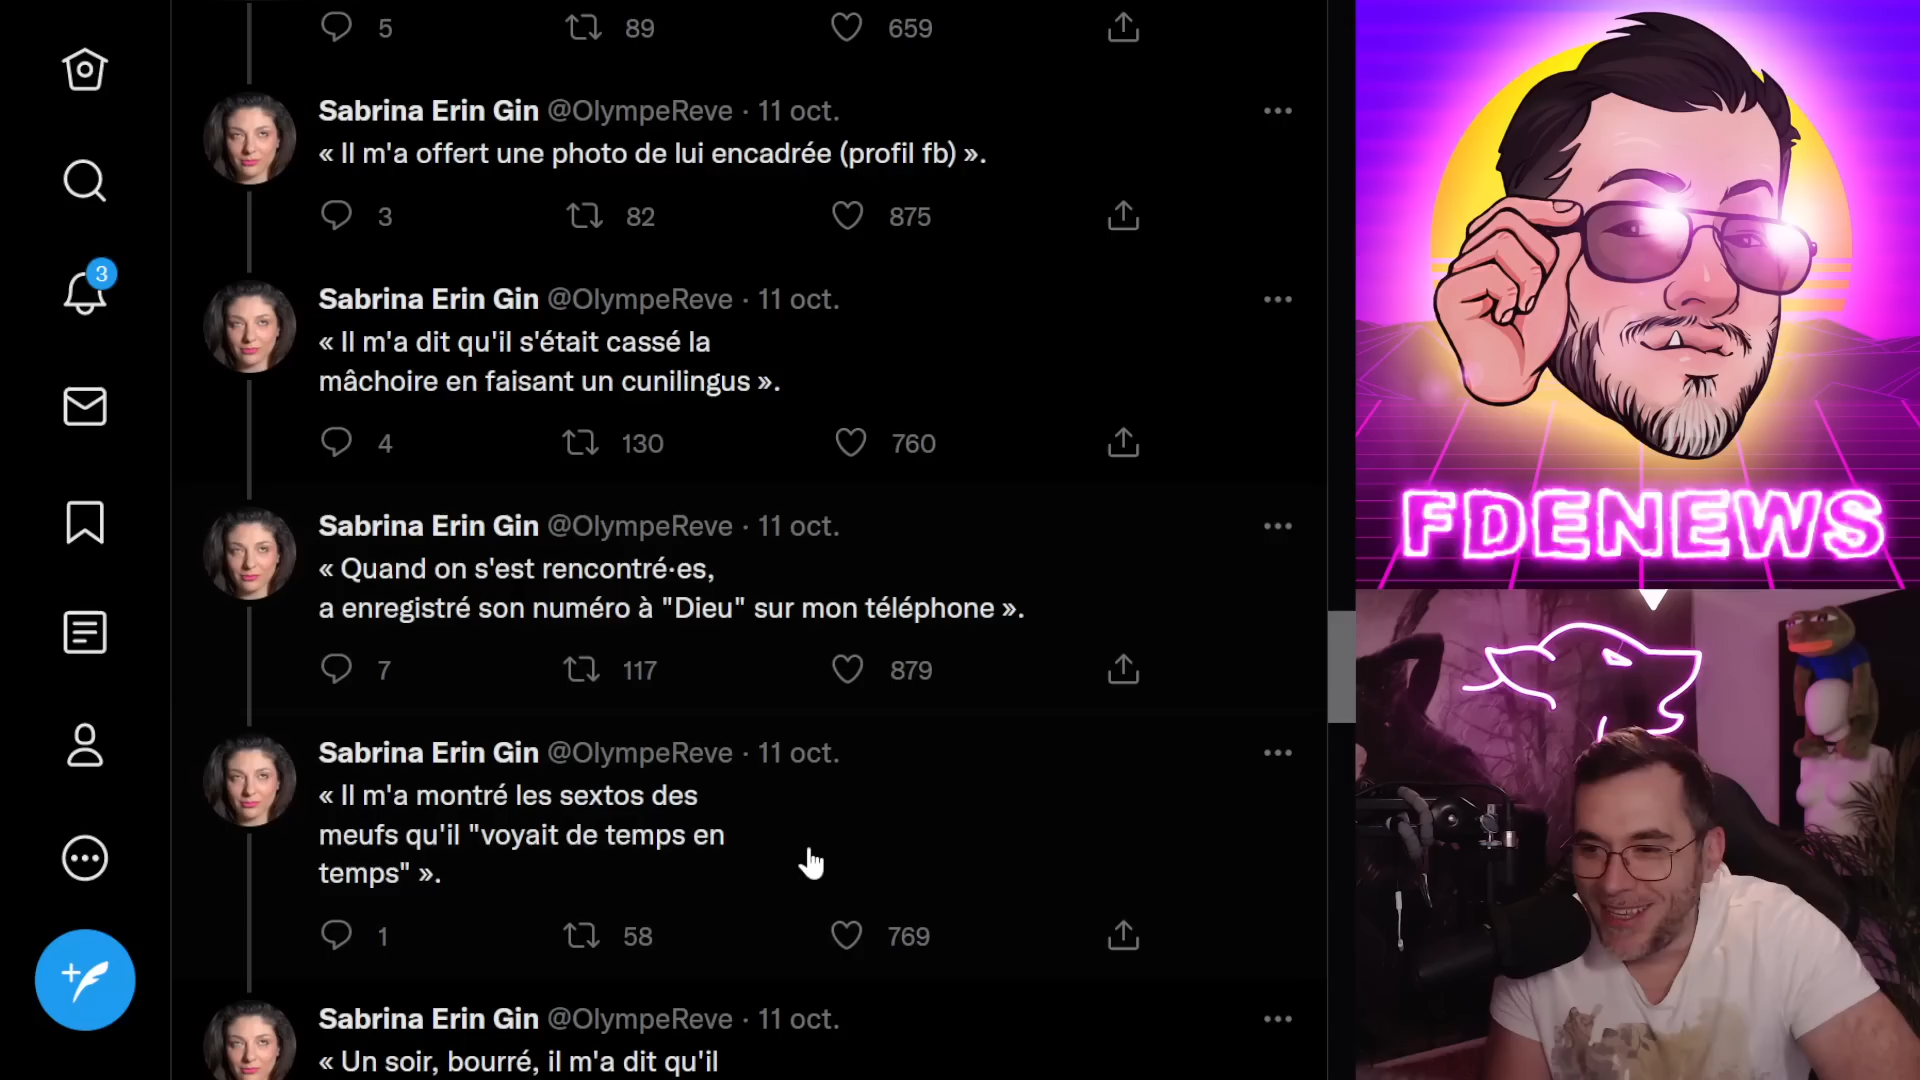 5 89 659
Sabrina Erin Gin @OlympeReve · 11 oct.
« Il m'a offert une photo de lui encadrée (profil fb) ».
3 82 875
Sabrina Erin Gin @OlympeReve · 11 oct.
« Il m'a dit qu'il s'était cassé la
mâchoire en faisant un cunilingus ».
4 130 760
Sabrina Erin Gin @OlympeReve · 11 oct.
« Quand on s'est rencontré·es,
a enregistré son numéro à "Dieu" sur mon téléphone ».
7 117 879
Sabrina Erin Gin @OlympeReve · 11 oct.
« Il m'a montré les sextos des
meufs qu'il "voyait de temps en
temps" ».
1 58 769
Sabrina Erin Gin @OlympeReve · 11 oct.
« Un soir, bourré, il m'a dit qu'il
3
FDENEWS